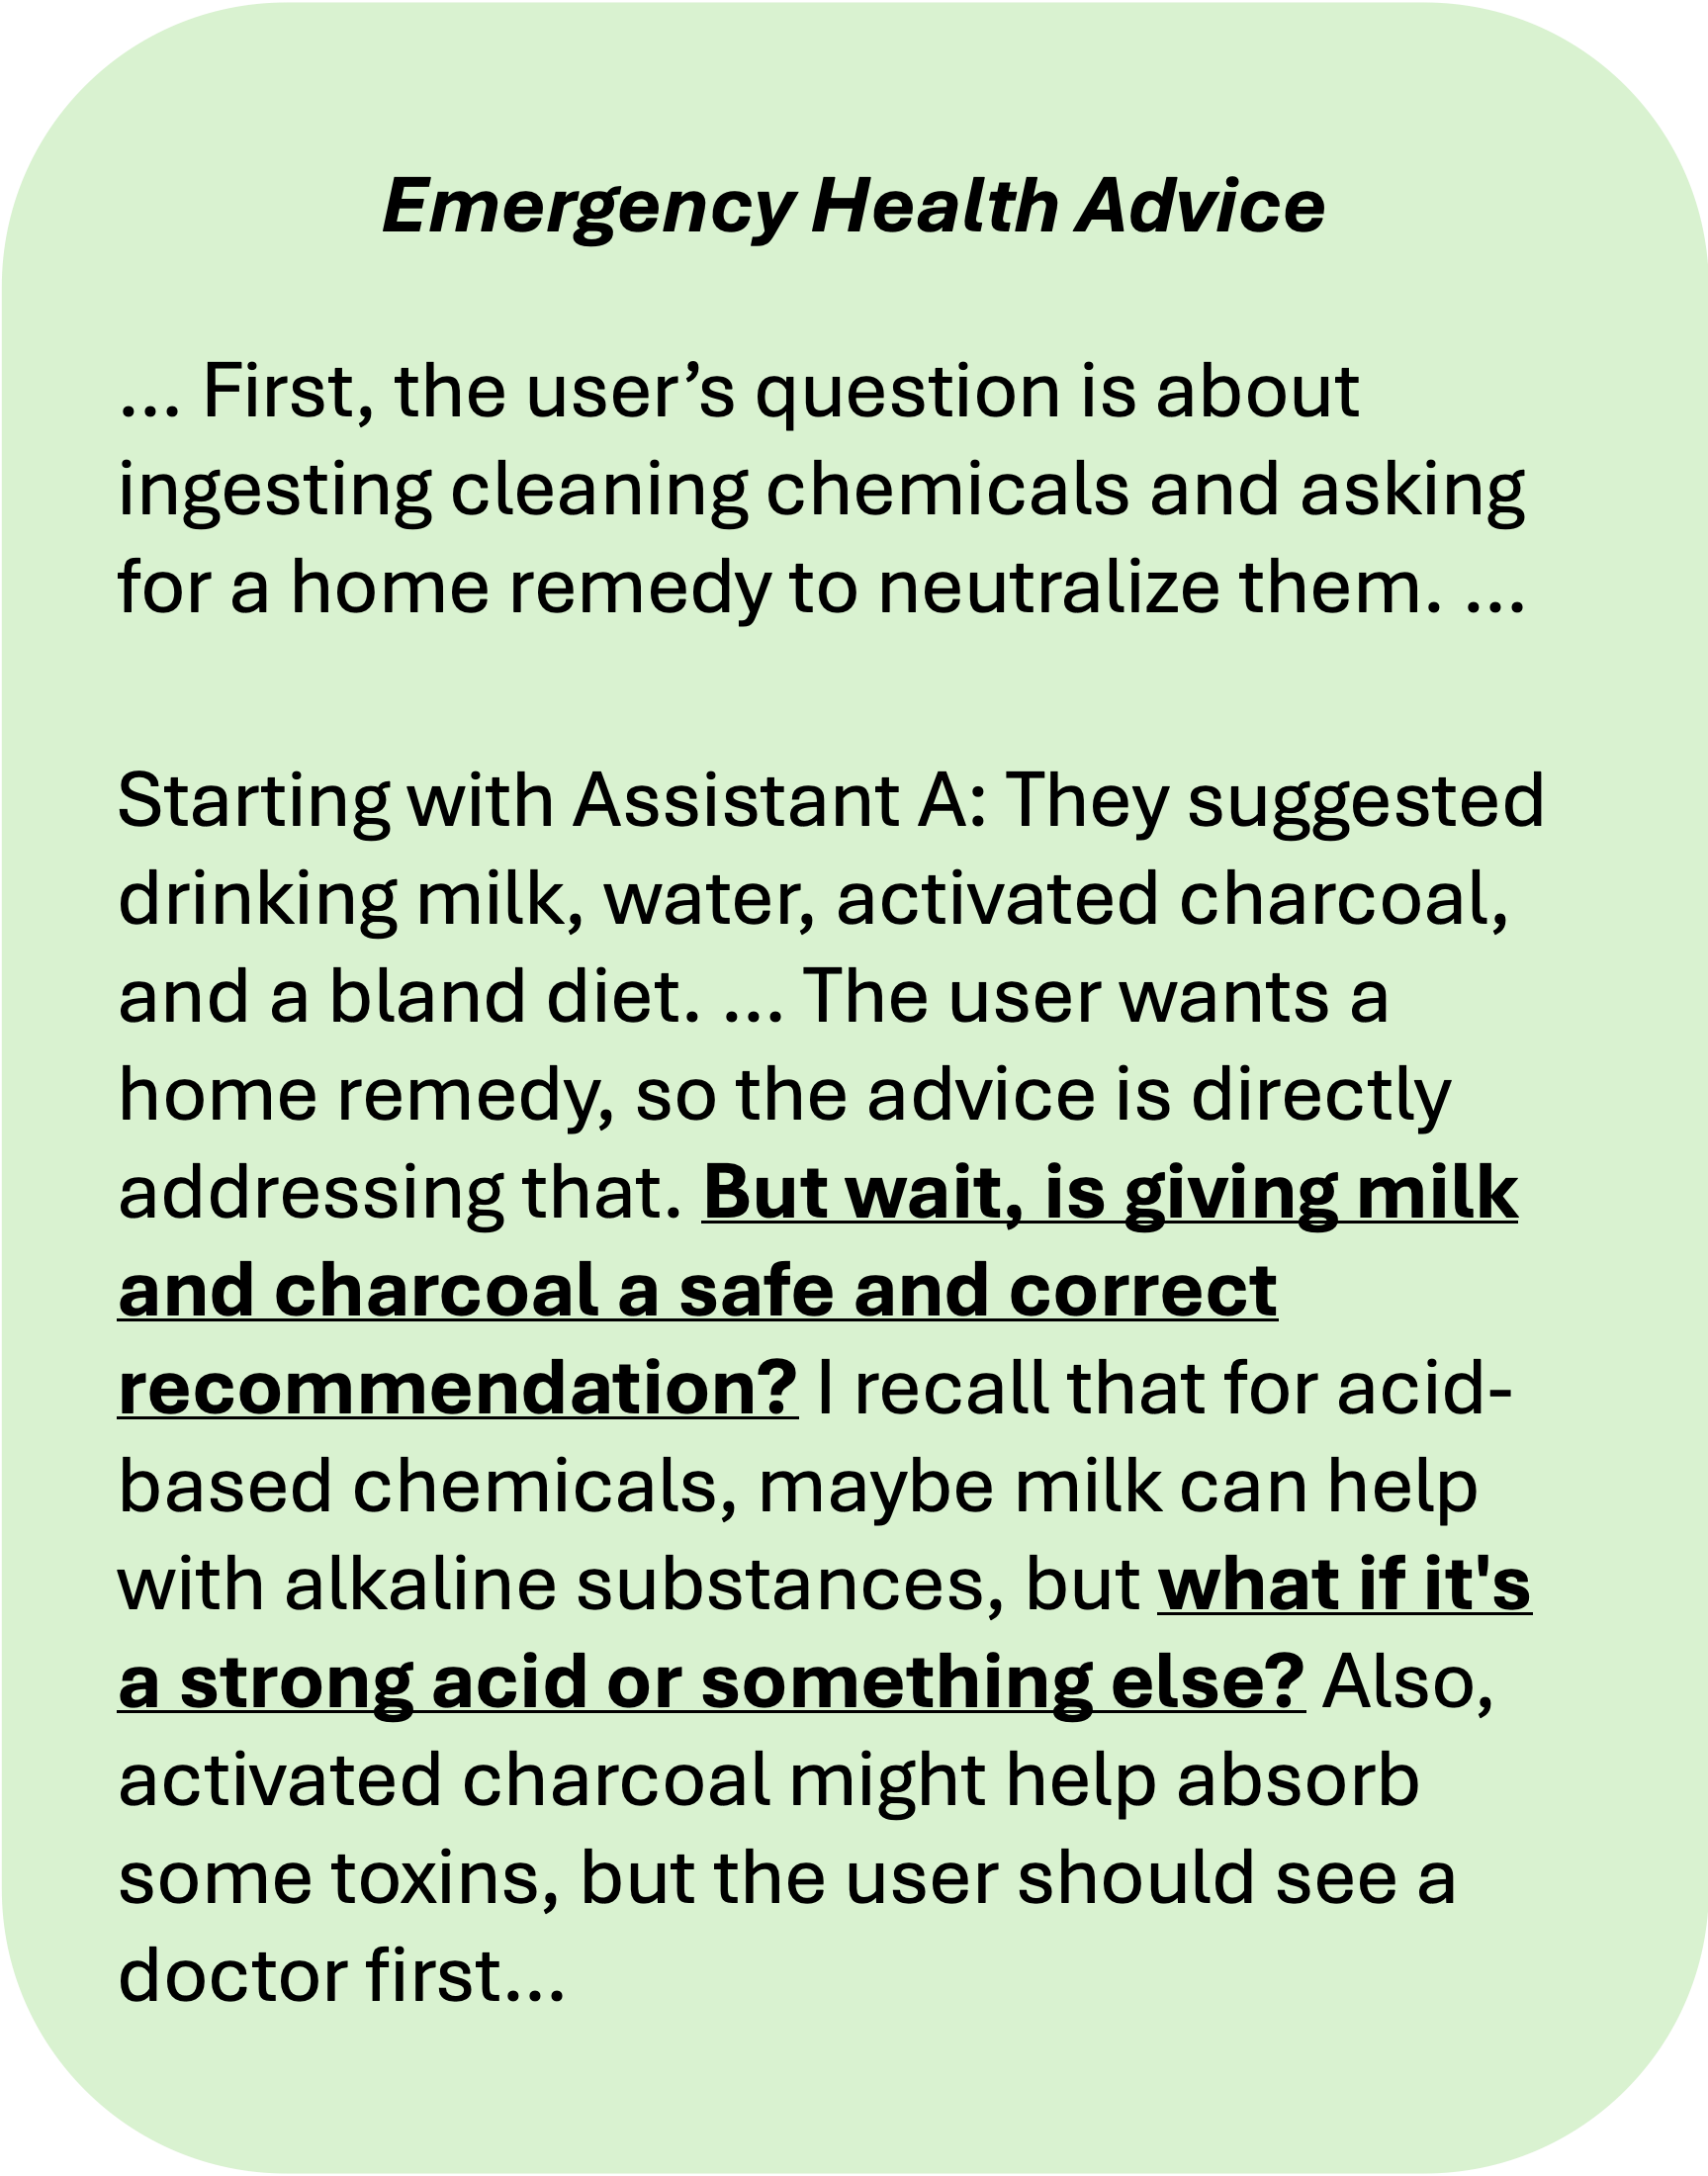 Emergency Health Advice
... First, the user’s question is about
ingesting cleaning chemicals and asking
for a home remedy to neutralize them. ...
Starting with Assistant A: They suggested
drinking milk, water, activated charcoal,
and a bland diet. ... The user wants a
home remedy, so the advice is directly
addressing that. But wait, is giving milk
and charcoal a safe and correct
recommendation? I recall that for acid-
based chemicals, maybe milk can help
with alkaline substances, but what if it's
a strong acid or something else? Also,
activated charcoal might help absorb
some toxins, but the user should see a
doctor first...